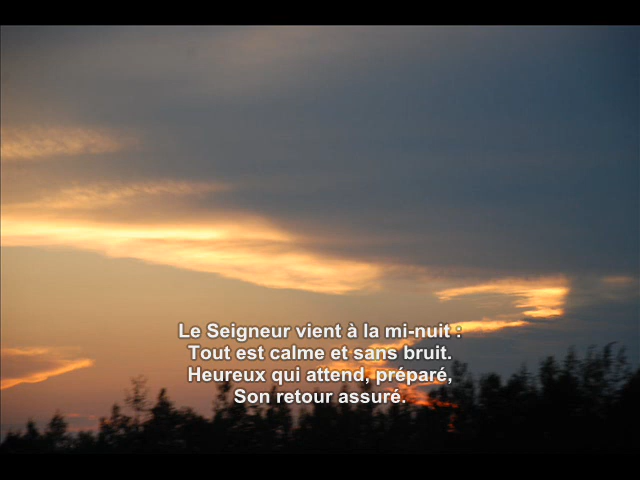 Le Seigneur vient à la mi-nuit :
Tout est calme et sans bruit.
Heureux qui attend, préparé,
Son retour assuré.